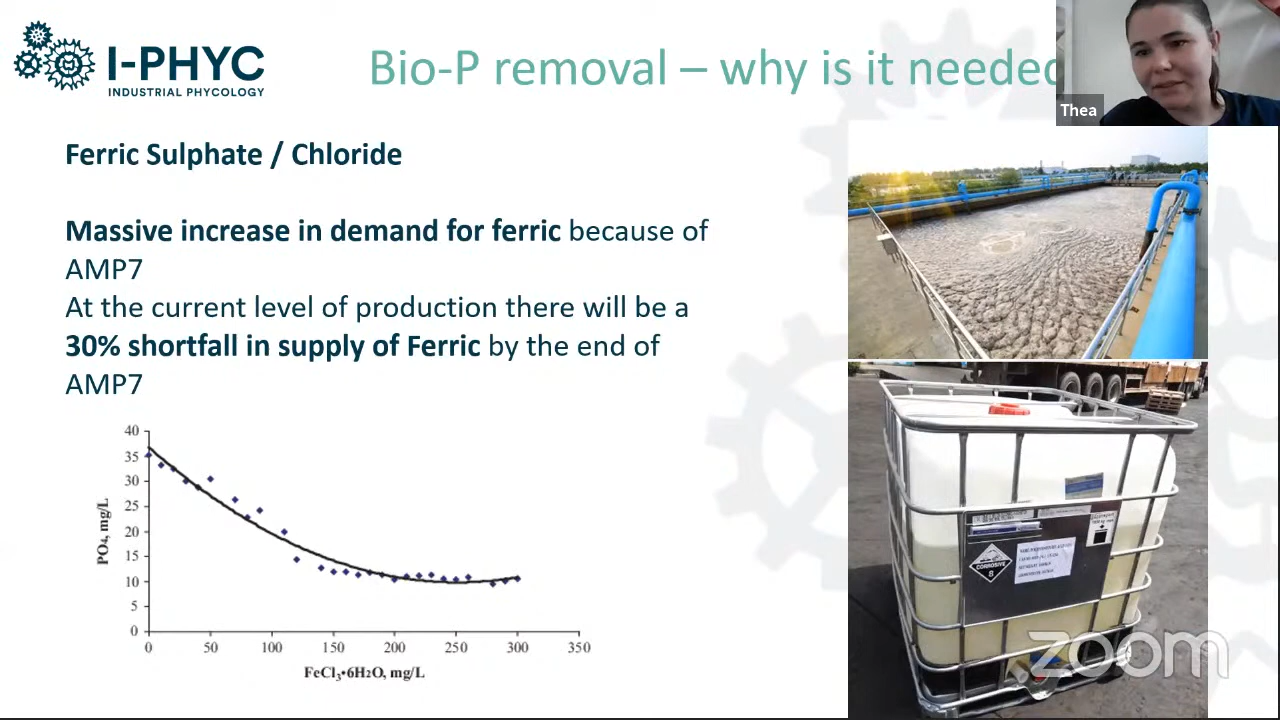 I-PHYC
INDUSTRIAL PHYCOLOGY
Bio-P removal – why is it needed
Thea
Ferric Sulphate / Chloride
Massive increase in demand for ferric because of
AMP7
At the current level of production there will be a
30% shortfall in supply of Ferric by the end of
AMP7
40
35
30
25
20
15
10
5
0
PO₄, mg/L
0 50 100 150 200 250 300 350
FeCl₃•6H₂O, mg/L
CORROSIVE
8
zoom